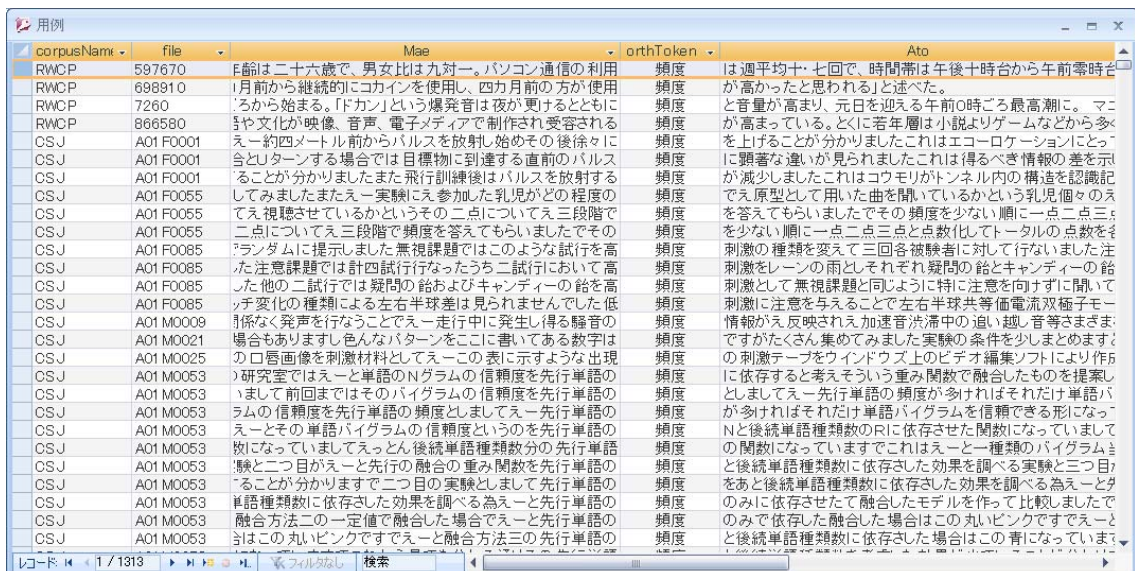 用例
corpusName file Mae orthToken Ato
RWCP 597670 年齢は二十六歳で、男女比は九対一。パソコン通信の利用 頻度 は週平均十・七回で、時間帯は午後十時台から午前零時台
RWCP 698910 月前から継続的にコカインを使用し、四カ月前の方が使用 頻度 が高かったと思われる」と述べた。
RWCP 7260 ろから始まる。「ドカン」という爆発音は夜が更けるとともに 頻度 と音量が高まり、元日を迎える午前0時ごろ最高潮に。 マニ
RWCP 866580 や文化が映像、音声、電子メディアで制作され受容される 頻度 が高まっている。とくに若年層は小説よりゲームなどから多く
CSJ A01F0001 えー約四メートル前からパルスを放射し始めその後徐々に 頻度 を上げることが分かりましたこれはエコーロケーションにとっ
CSJ A01F0001 合とUターンする場合では目標物に到達する直前のパルス 頻度 に顕著な違いが見られましたこれは得るべき情報の差を示
CSJ A01F0001 ることが分かりましたまた飛行訓練後はパルスを放射する 頻度 が減少しましたこれはコウモリがトンネル内の構造を認識記
CSJ A01F0055 してみましたまたえー実験にえ参加した乳児がどの程度の 頻度 でえ原型として用いた曲を聞いているかという乳児個々のえ
CSJ A01F0055 てえ視聴させているかというその二点についてえ三段階で 頻度 を答えてもらいましたでその頻度を少ない順に一点二点三
CSJ A01F0055 二点についてえ三段階で頻度を答えてもらいましたでその 頻度 を少ない順に一点二点三点と点数化してトータルの点数を
CSJ A01F0085 ランダムに提示しました無視課題ではこのような試行を高 頻度 刺激の種類を変えて三回各被験者に対して行ないました注
CSJ A01F0085 た注意課題では計四試行行なったうち二試行において高 頻度 刺激をレーンの雨としそれぞれ疑問の飴とキャンディーの飴
CSJ A01F0085 した他の二試行では疑問の飴およびキャンディーの飴を高 頻度 刺激として無視課題と同じように特に注意を向けずに聞いて
CSJ A01F0085 ッチ変化の種類による左右半球差は見られませんでした低 頻度 刺激に注意を与えることで左右半球共等価電流双極子モー
CSJ A01M0009 関係なく発声を行なうことでえー走行中に発生し得る騒音の 頻度 情報がえ反映されえ加速音渋滞中の追い越し音等さまざま
CSJ A01M0021 場合もありますし色んなパターンをここに書いてある数字は 頻度 ですがたくさん集めてみました実験の条件を少しまとめます
CSJ A01M0025 の口唇画像を刺激材料としてえーこの表に示すような出現 頻度 の刺激テープをウインドウズ上のビデオ編集ソフトにより作成
CSJ A01M0053 研究室ではえーと単語のNグラムの信頼度を先行単語の 頻度 に依存すると考えそういう重み関数で融合したものを提案し
CSJ A01M0053 いまして前回まではそのバイグラムの信頼度を先行単語の 頻度 としましてえー先行単語の頻度が多ければそれだけ単語バ
CSJ A01M0053 ラムの信頼度を先行単語の頻度としましてえー先行単語の 頻度 が多ければそれだけ単語バイグラムを信頼できる形になっ
CSJ A01M0053 えーとその単語バイグラムの信頼度というのを先行単語の 頻度 Nと後続単語種類数のRに依存させた関数になっていまして
CSJ A01M0053 数になっていましてえっとん後続単語種類数分の先行単語 頻度 の関数になっていますでこれはえーと一種類のバイグラム
CSJ A01M0053 験と二つ目がえーと先行の融合の重み関数を先行単語の 頻度 と後続単語種類数に依存さした効果を調べる実験と三つ目
CSJ A01M0053 ることが分かりますで二つ目の実験としまして先行単語の 頻度 をあと後続単語種類数に依存さした効果を調べる為えーと
CSJ A01M0053 単語種類数に依存さした効果を調べる為えーと先行単語の 頻度 のみに依存させたて融合したモデルを作って比較しましたで
CSJ A01M0053 融合方法二の一定値で融合した場合でえーと先行単語の 頻度 のみで依存した融合した場合はこの丸いピンクですでえーと
CSJ A01M0053 合はこの丸いピンクですでえーと融合方法三の先行単語の 頻度 と後続単語種類数に依存さした場合はこの青になっています
レコード: 1 / 1313 フィルタなし 検索